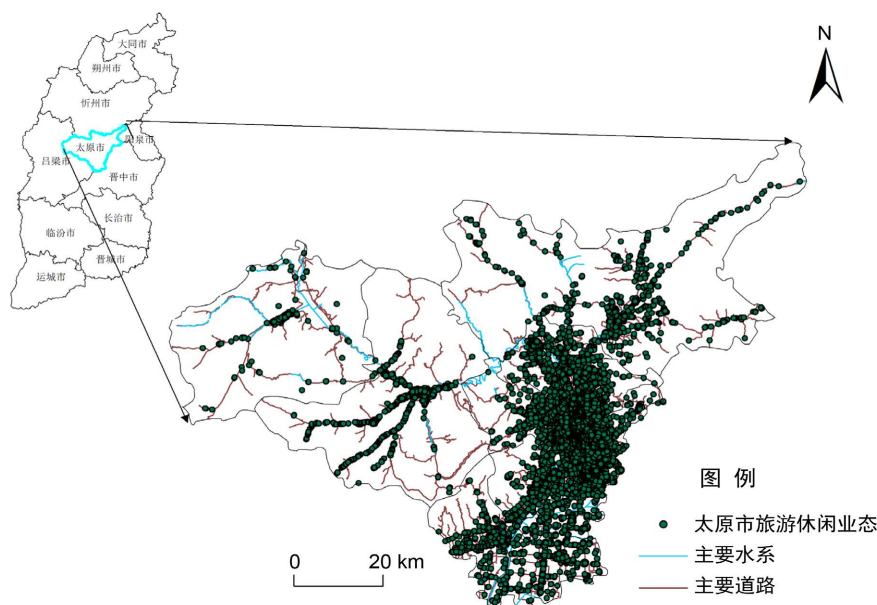 大同市
朔州市
忻州市
太原市
阳泉市
吕梁市
晋中市
长治市
临汾市
晋城市
运城市
N
图 例
太原市旅游休闲业态
主要水系
主要道路
0 20 km